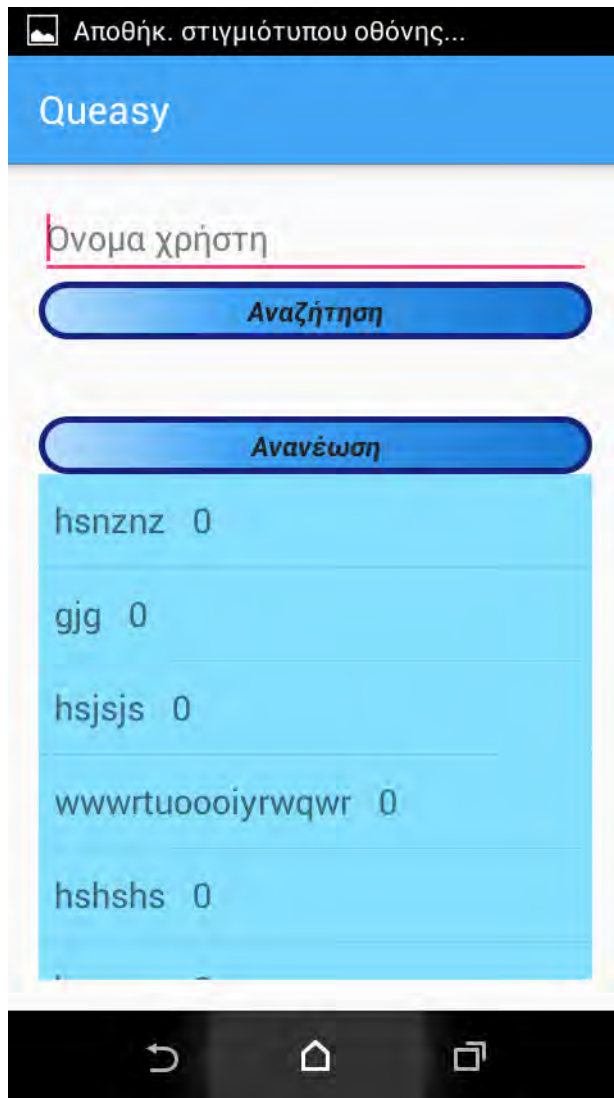 Αποθήκ. στιγμιότυπου οθόνης...
Queasy
Όνομα χρήστη
Αναζήτηση
Ανανέωση
hsnznz 0
gjg 0
hsjsjs 0
wwwrtuoooiyrwqwr 0
hshshs 0